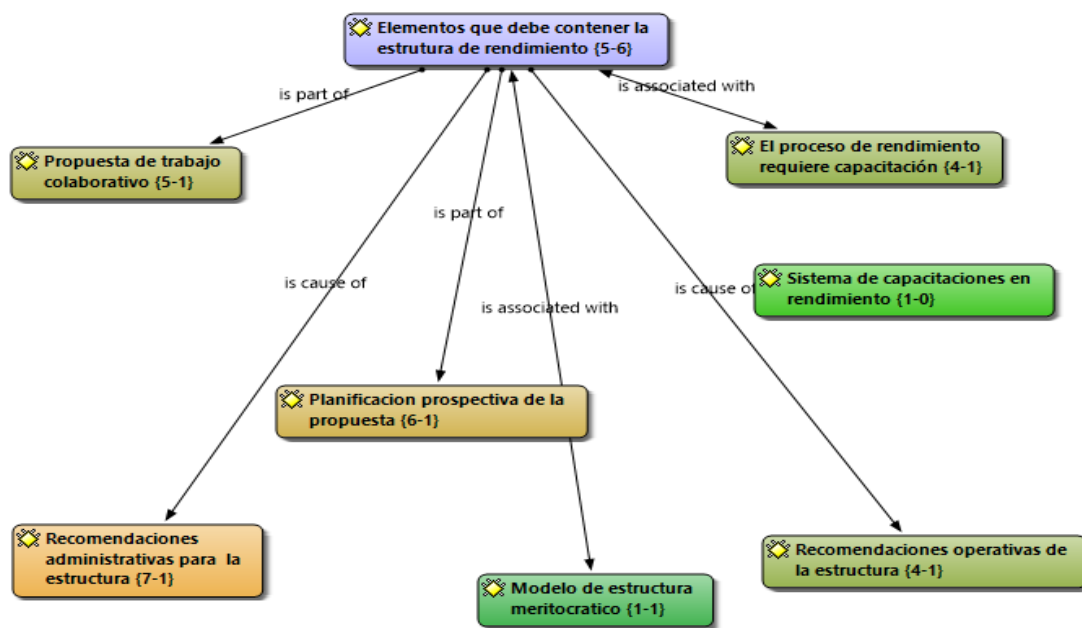 Elementos que debe contener la
estrutura de rendimiento {5-6}
is part of
is associated with
Propuesta de trabajo
colaborativo {5-1}
El proceso de rendimiento
requiere capacitación {4-1}
is part of
Sistema de capacitaciones en
rendimiento {1-0}
is cause of
is associated with
is cause of
Planificacion prospectiva de la
propuesta {6-1}
Recomendaciones
administrativas para la
estructura {7-1}
Modelo de estructura
meritocratico {1-1}
Recomendaciones operativas de
la estructura {4-1}